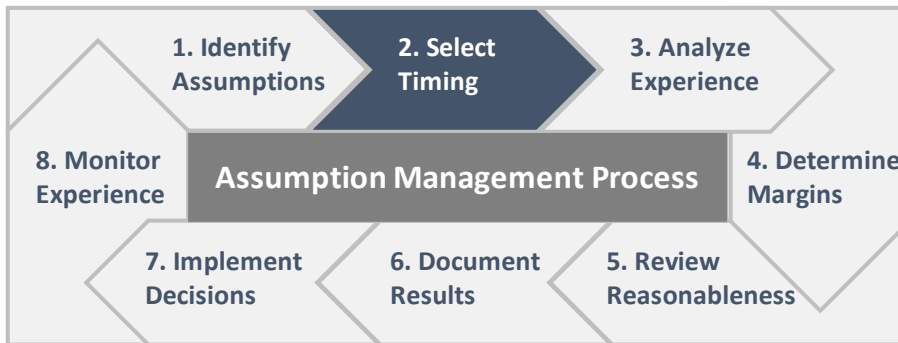 1. Identify
Assumptions
2. Select
Timing
3. Analyze
Experience
8. Monitor
Experience
Assumption Management Process
4. Determine
Margins
7. Implement
Decisions
6. Document
Results
5. Review
Reasonableness